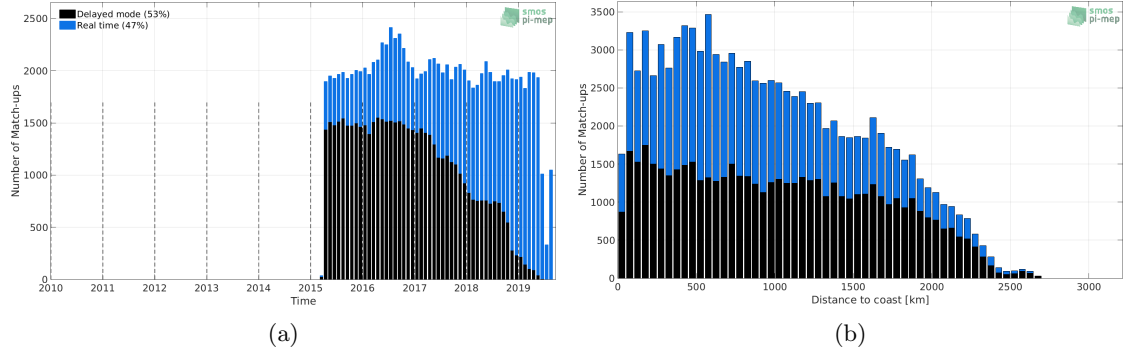 smos
pi-mep
Delayed mode (53%)
Real time (47%)
Number of Match-ups
2500
2000
1500
1000
500
0
2010 2011 2012 2013 2014 2015 2016 2017 2018 2019
Time
(a)
smos
pi-mep
Number of Match-ups
3500
3000
2500
2000
1500
1000
500
0
0 500 1000 1500 2000 2500 3000
Distance to coast [km]
(b)